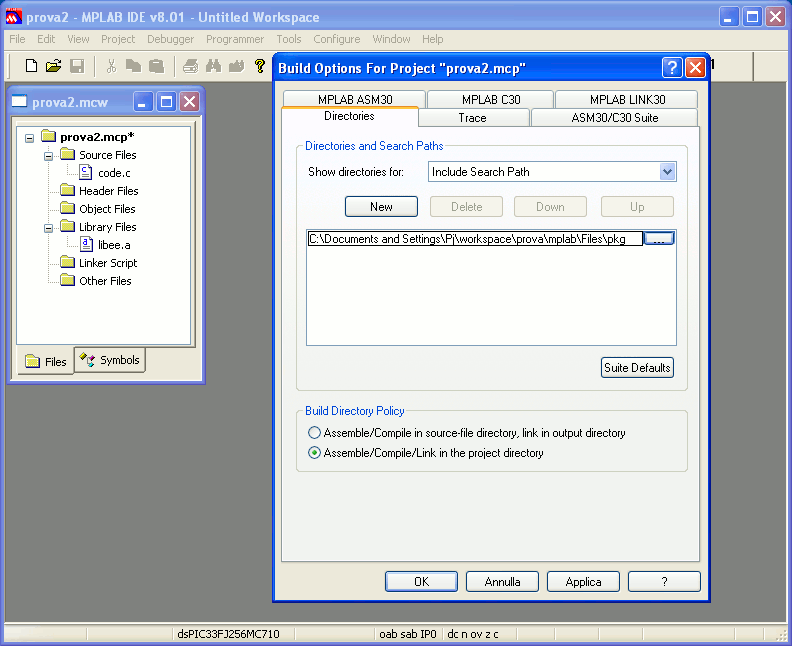 prova2 - MPLAB IDE v8.01 - Untitled Workspace
File Edit View Project Debugger Programmer Tools Configure Window Help
prova2.mcw
prova2.mcp*
Source Files
code.c
Header Files
Object Files
Library Files
libee.a
Linker Script
Other Files
Files Symbols
Build Options For Project "prova2.mcp"
MPLAB ASM30 MPLAB C30 MPLAB LINK30
Directories Trace ASM30/C30 Suite
Directories and Search Paths
Show directories for: Include Search Path
New Delete Down Up
C:\Documents and Settings\Pj\workspace\prova\mplab\Files\pkg ...
Suite Defaults
Build Directory Policy
Assemble/Compile in source-file directory, link in output directory
Assemble/Compile/Link in the project directory
OK Annulla Applica ?
dsPIC33FJ256MC710 oab sab IP0 dc n ov z c